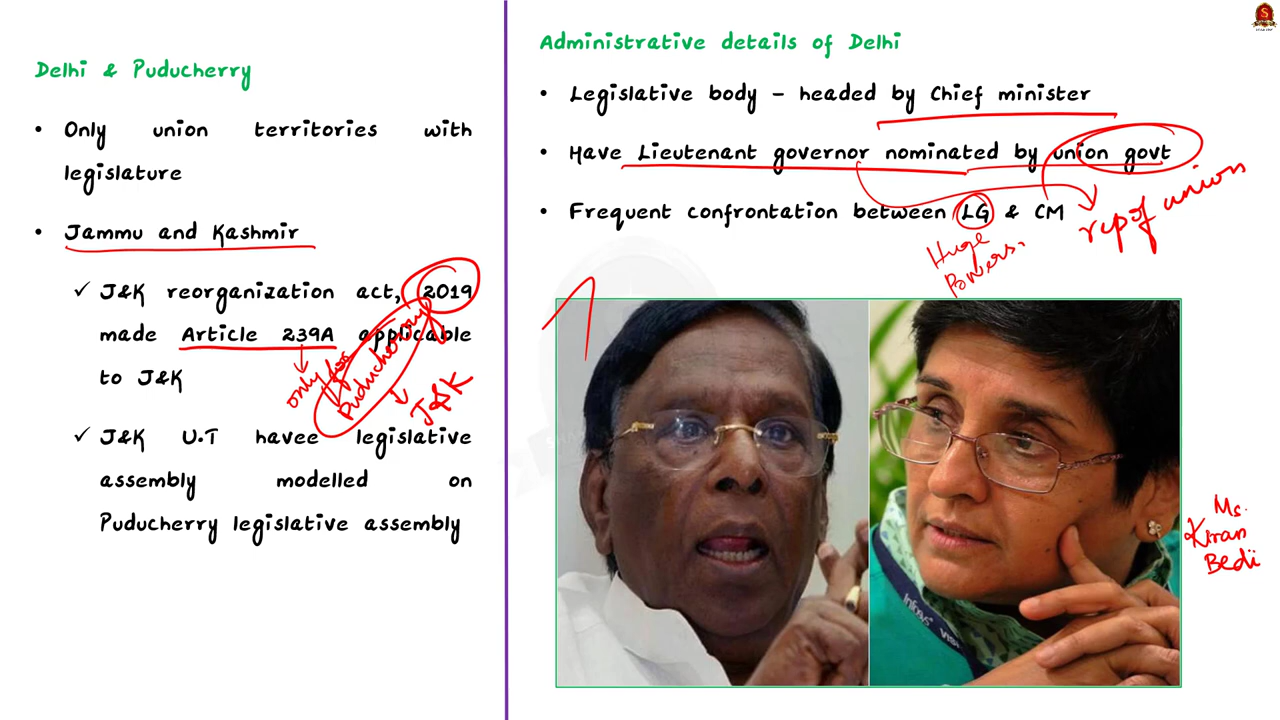 Delhi & Puducherry
• Only union territories with
legislature
• Jammu and Kashmir
✓ J&K reorganization act, 2019
made Article 239A applicable
to J&K
only for
Puducherry
J&K
✓ J&K U.T havee legislative
assembly modelled on
Puducherry legislative assembly
Administrative details of Delhi
• Legislative body – headed by Chief minister
• Have Lieutenant governor nominated by union govt
• Frequent confrontation between LG & CM
rep of union
Huge
Powers.
Infosys
Ms.
Kiran
Bedi